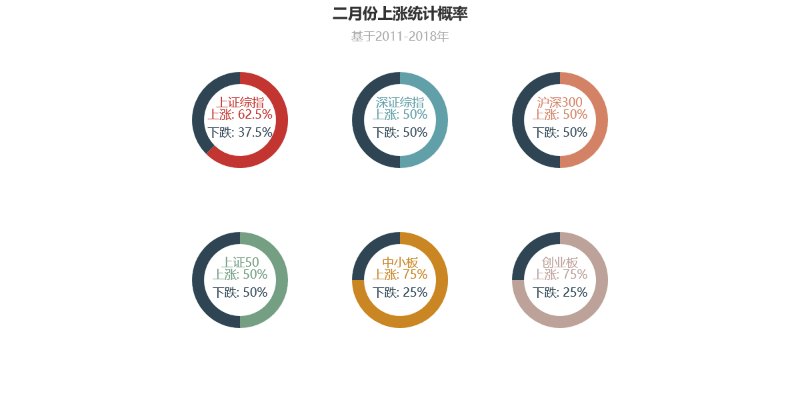 二月份上涨统计概率
基于2011-2018年
上证综指
上涨: 62.5%
下跌: 37.5%
深证综指
上涨: 50%
下跌: 50%
沪深300
上涨: 50%
下跌: 50%
上证50
上涨: 50%
下跌: 50%
中小板
上涨: 75%
下跌: 25%
创业板
上涨: 75%
下跌: 25%